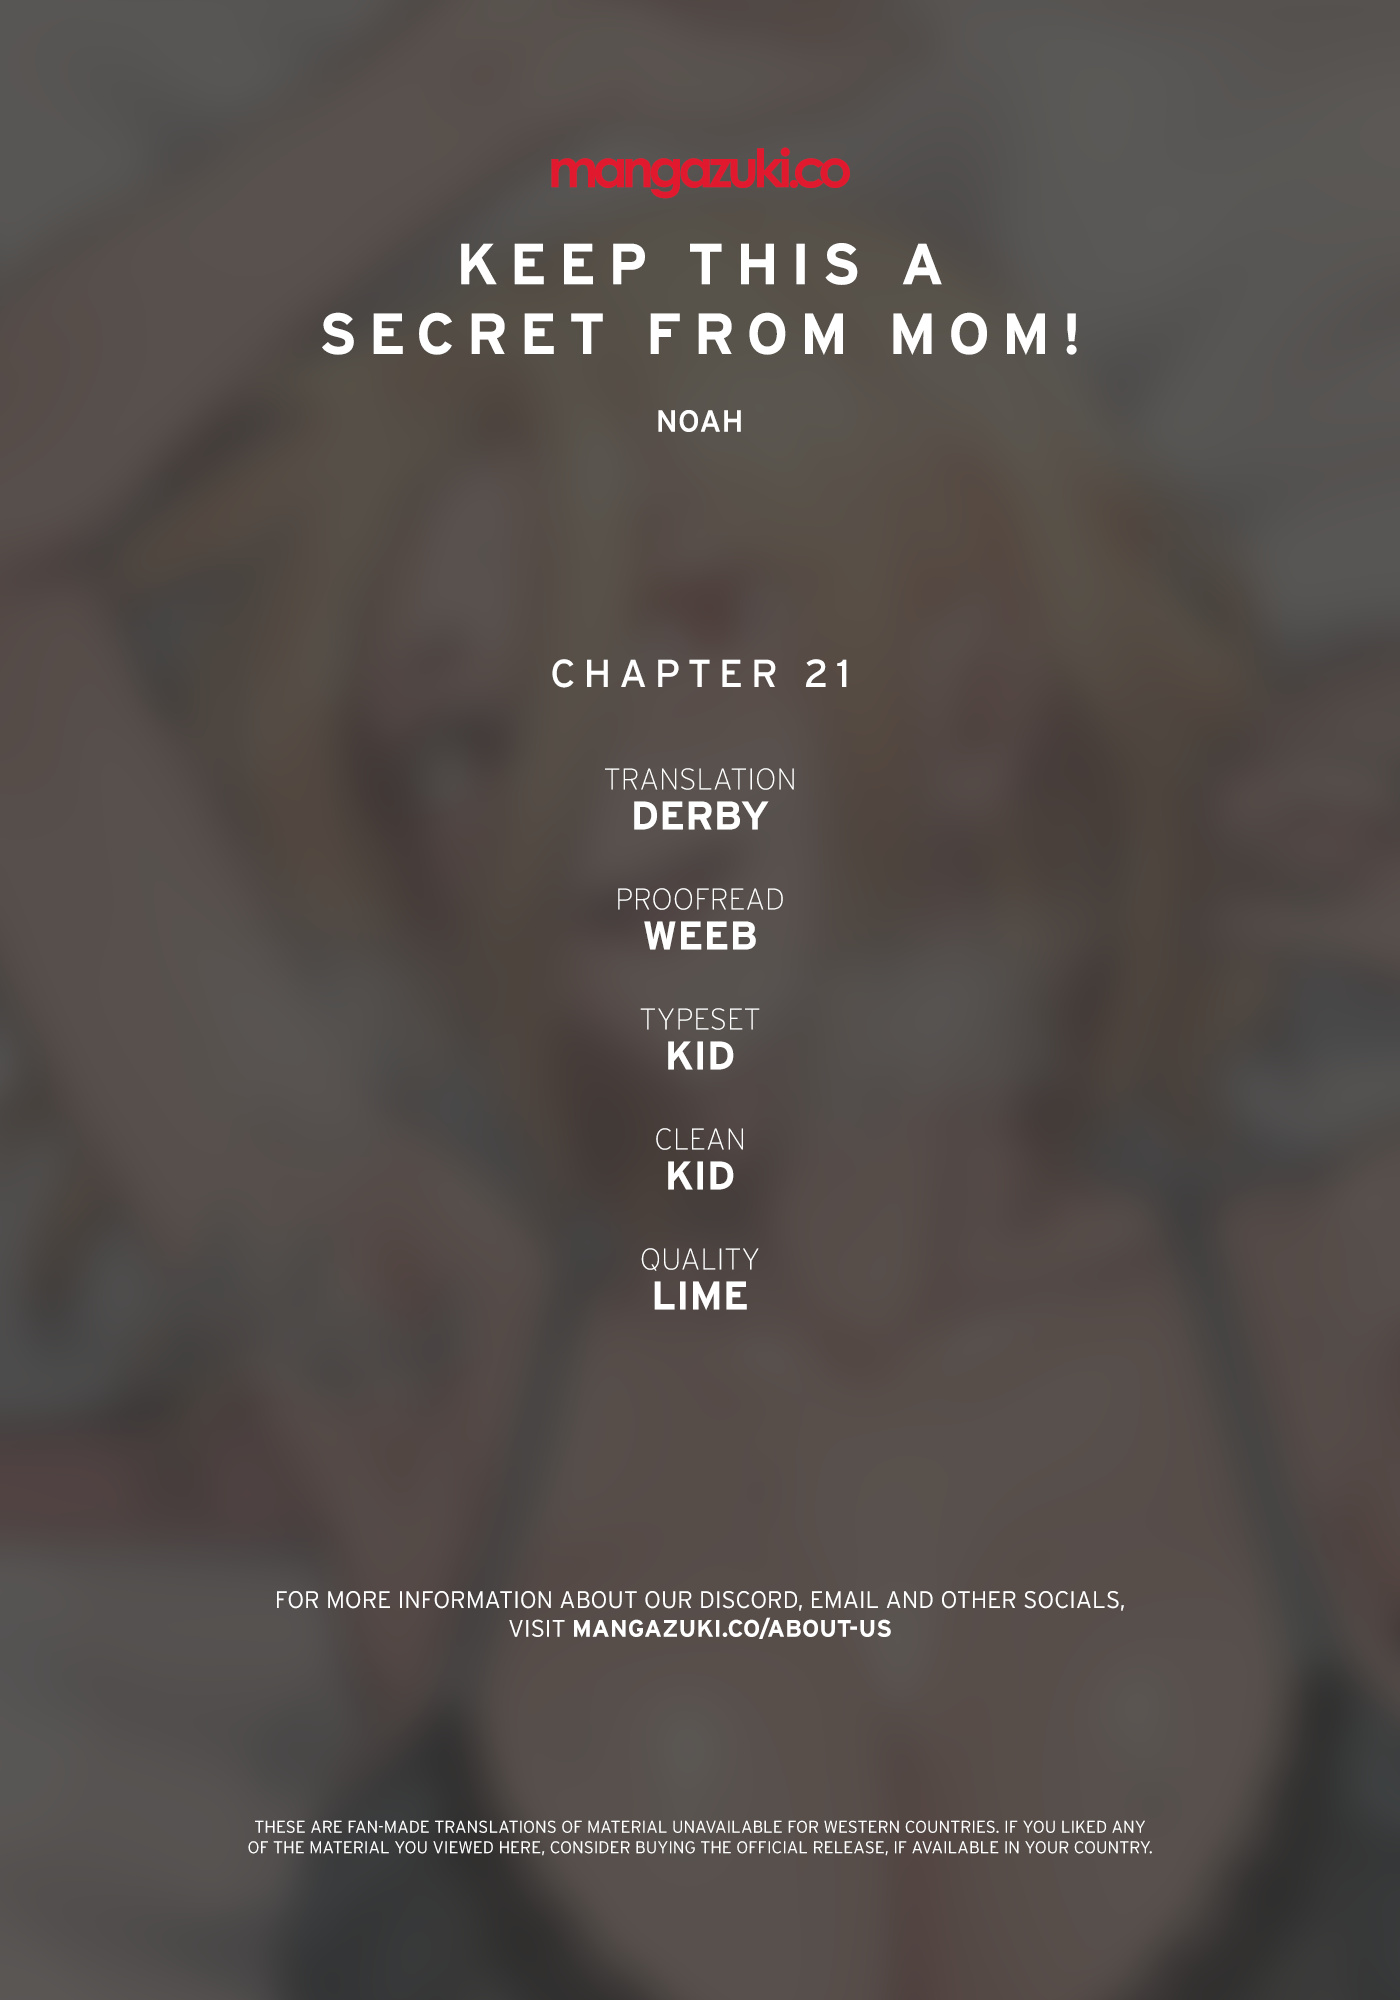 mangazuki.co
KEEP THIS A
SECRET FROM MOM!
NOAH
CHAPTER 21
TRANSLATION
DERBY
PROOFREAD
WEEB
TYPESET
KID
CLEAN
KID
QUALITY
LIME
FOR MORE INFORMATION ABOUT OUR DISCORD, EMAIL AND OTHER SOCIALS,
VISIT MANGAZUKI.CO/ABOUT-US
THESE ARE FAN-MADE TRANSLATIONS OF MATERIAL UNAVAILABLE FOR WESTERN COUNTRIES. IF YOU LIKED ANY
OF THE MATERIAL YOU VIEWED HERE, CONSIDER BUYING THE OFFICIAL RELEASE, IF AVAILABLE IN YOUR COUNTRY.